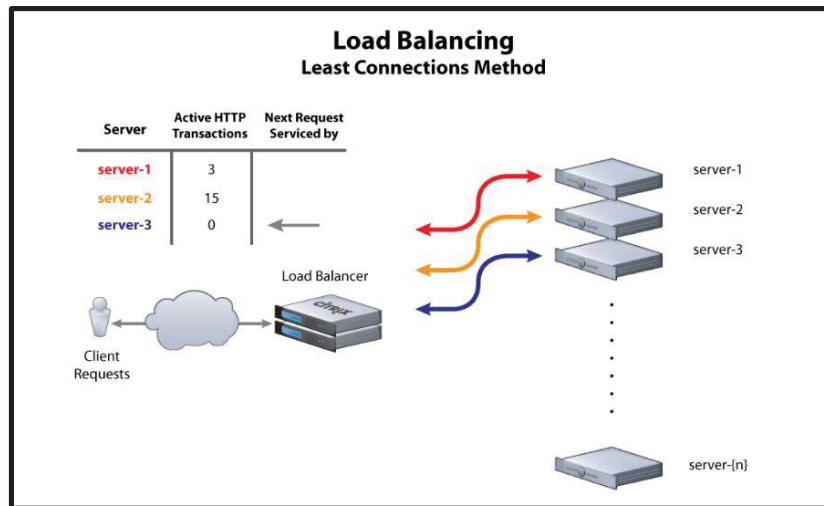 Load Balancing
Least Connections Method
Server
Active HTTP
Transactions
Next Request
Serviced by
server-1 3
server-2 15
server-3 0
server-1
server-2
server-3
Load Balancer
CITRIX
Client
Requests
server-{n}